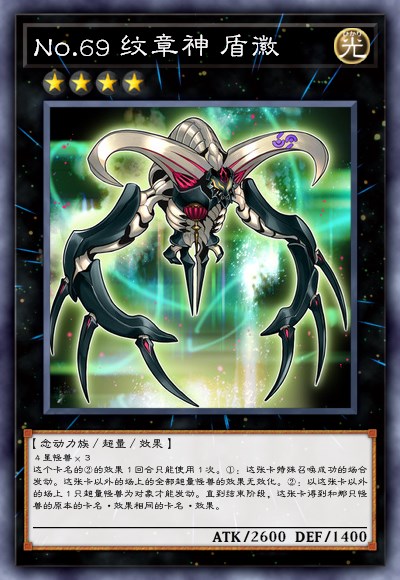 No.69 纹章神 盾徽
光
ひかり
【念动力族／超量／效果】
4星怪兽×3
这个卡名的②的效果1回合只能使用1次。①：这张卡特殊召唤成功的场合
发动。这张卡以外的场上的全部超量怪兽的效果无效化。②：以这张卡以外
的场上1只超量怪兽为对象才能发动。直到结束阶段，这张卡得到和那只怪
兽的原本的卡名·效果相同的卡名·效果。
ATK/2600 DEF/1400